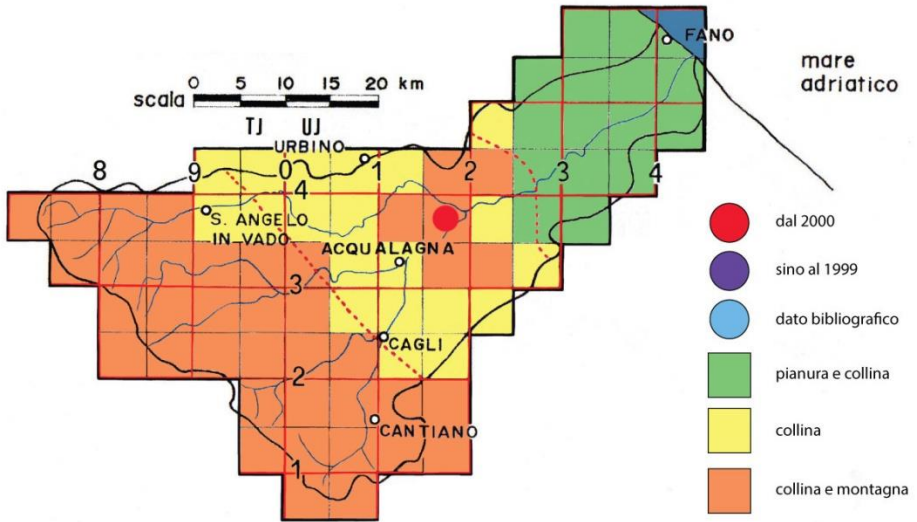 FANO
mare
adriatico
0 5 10 15 20 km
scala
TJ UJ
URBINO
8 9 0 1 2 3 4
4
S. ANGELO
IN VADO
ACQUALAGNA
3
CAGLI
2
CANTIANO
1
dal 2000
sino al 1999
dato bibliografico
pianura e collina
collina
collina e montagna